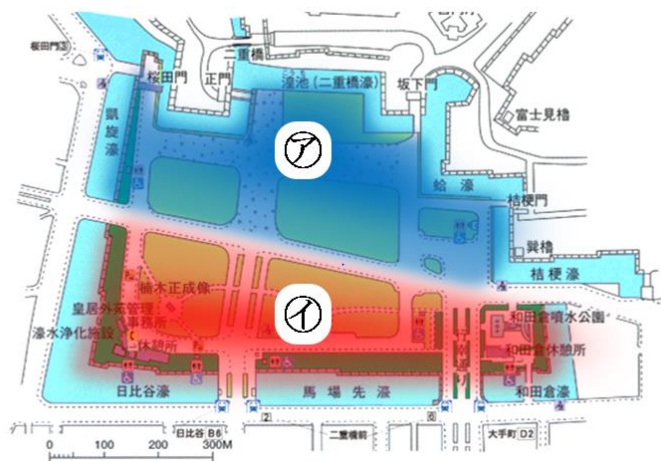 二重橋
桜田門
桜田門
正門
湟池(二重橋濠)
坂下門
富士見櫓
凱旋濠
ア
蛤濠
桔梗門
巽櫓
桔梗濠
楠木正成像
皇居外苑管理
事務所
濠水浄化施設
休憩所
イ
和田倉噴水公園
和田倉休憩所
日比谷濠
馬場先濠
和田倉濠
日比谷 B6
2
二重橋前
6
大手町 D2
0 100 200 300M